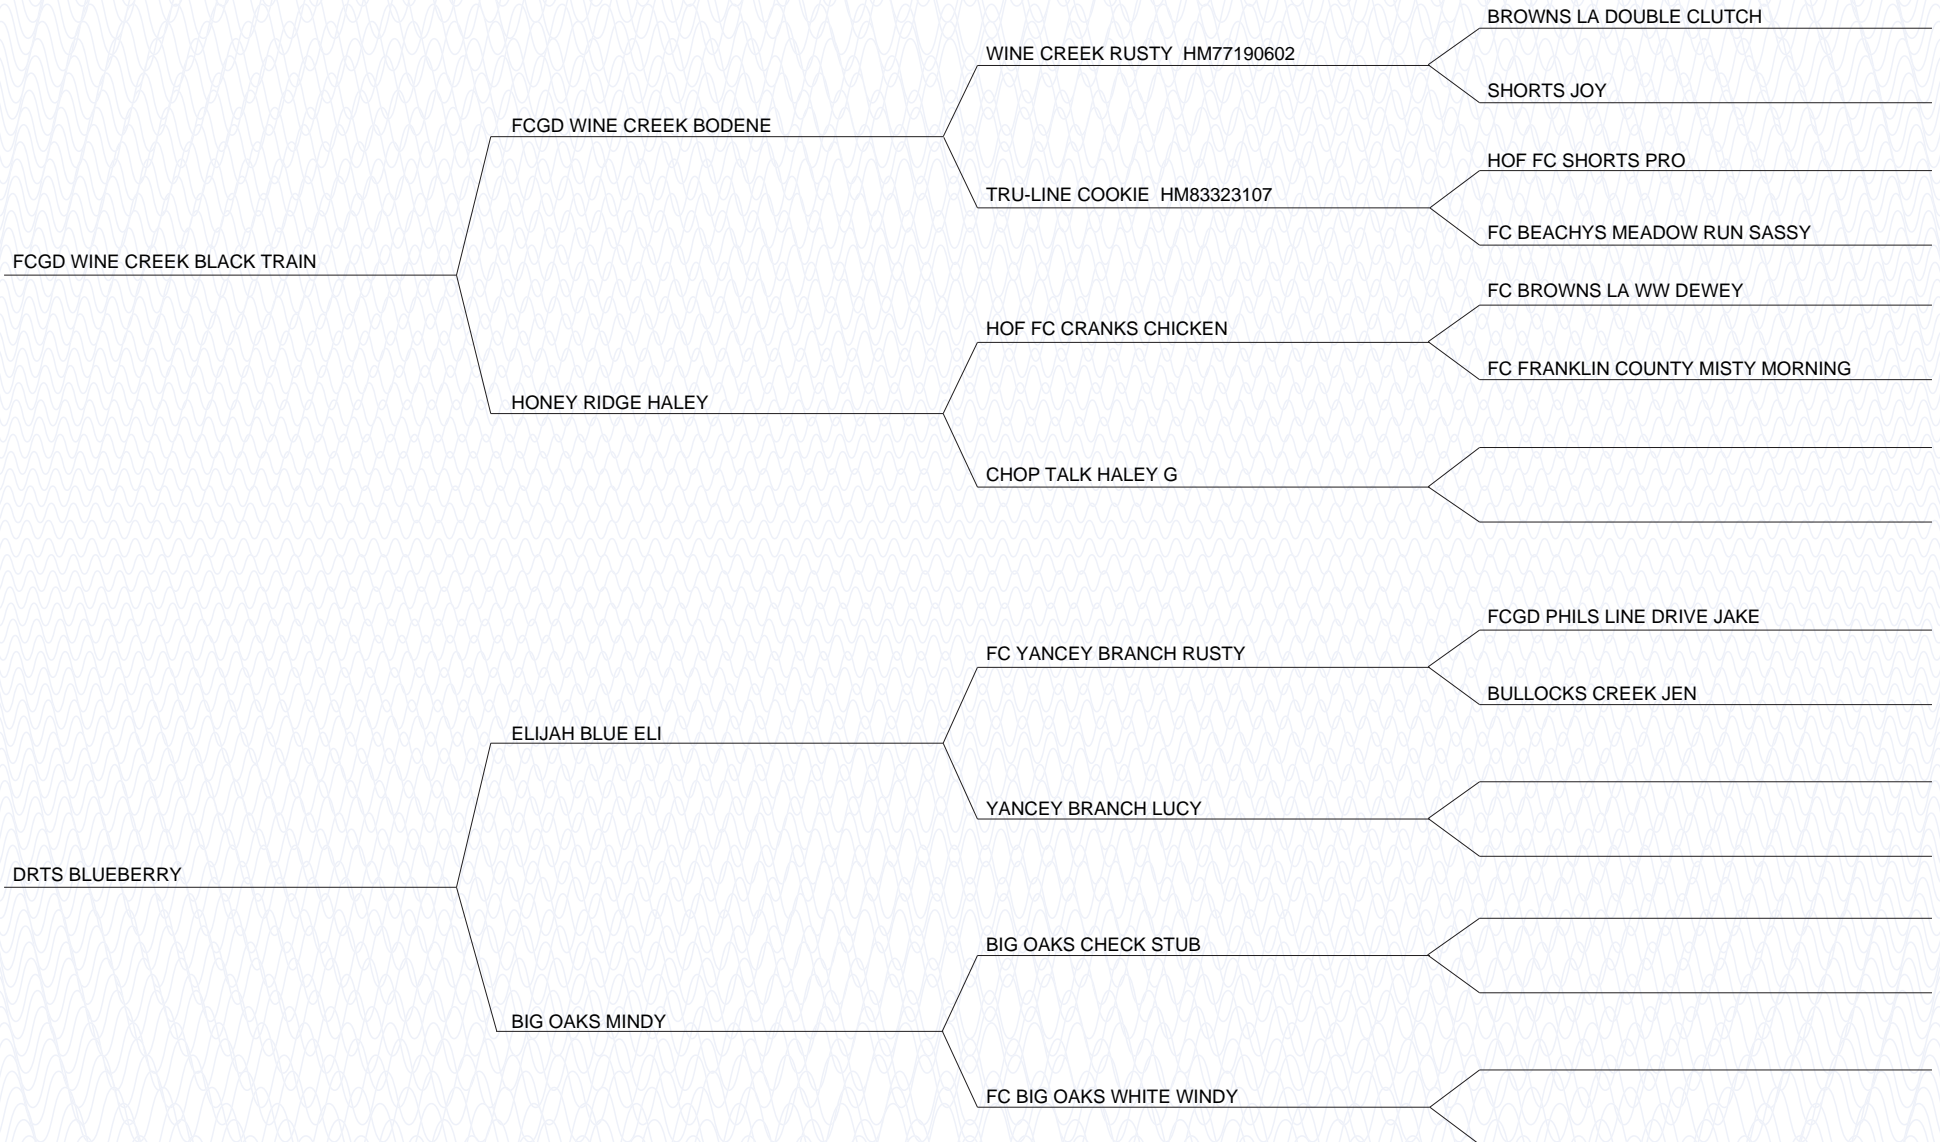 BROWNS LA DOUBLE CLUTCH
WINE CREEK RUSTY  HM77190602
SHORTS JOY
FCGD WINE CREEK BODENE
HOF FC SHORTS PRO
TRU-LINE COOKIE  HM83323107
FC BEACHYS MEADOW RUN SASSY
FCGD WINE CREEK BLACK TRAIN
FC BROWNS LA WW DEWEY
HOF FC CRANKS CHICKEN
FC FRANKLIN COUNTY MISTY MORNING
HONEY RIDGE HALEY
CHOP TALK HALEY G
FCGD PHILS LINE DRIVE JAKE
FC YANCEY BRANCH RUSTY
BULLOCKS CREEK JEN
ELIJAH BLUE ELI
YANCEY BRANCH LUCY
DRTS BLUEBERRY
BIG OAKS CHECK STUB
BIG OAKS MINDY
FC BIG OAKS WHITE WINDY